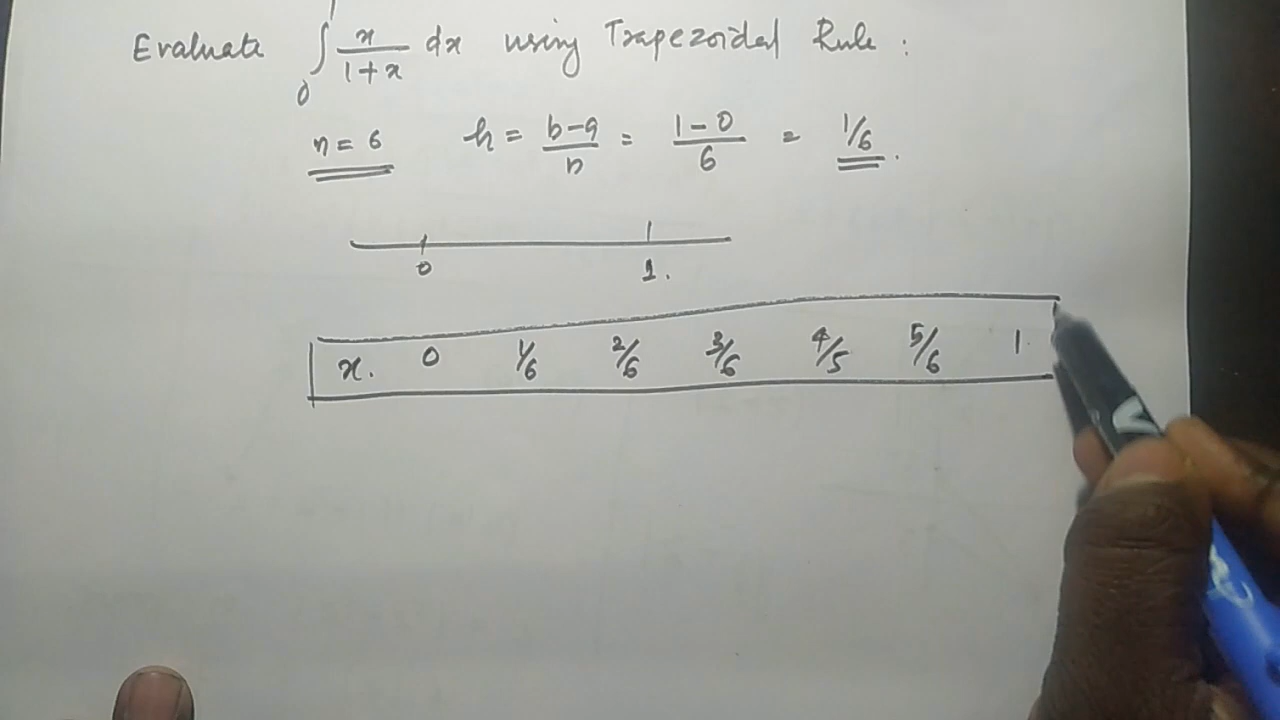 Evaluate ∫₀¹ x/(1+x) dx using Trapezoidal Rule :
n = 6 h = (b-a)/n = (1-0)/6 = 1/6 .
0 1.
x. 0 1/6 2/6 3/6 4/5 5/6 1.